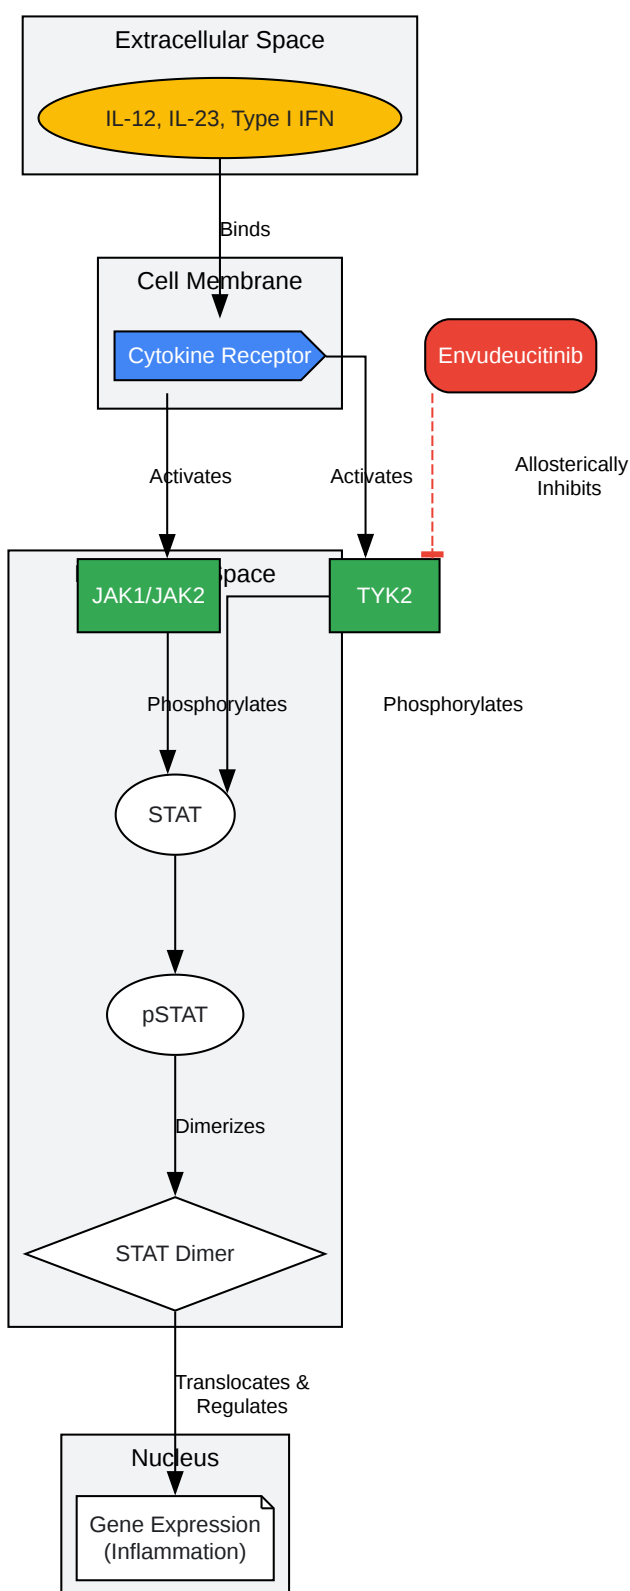 Extracellular Space
IL-12, IL-23, Type I IFN
Binds
Cell Membrane
Cytokine Receptor
Envudeucitinib
Activates
Activates
Allosterically
Inhibits
Space
JAK1/JAK2
TYK2
Phosphorylates
Phosphorylates
STAT
pSTAT
Dimerizes
STAT Dimer
Translocates &
Regulates
Nucleus
Gene Expression
(Inflammation)